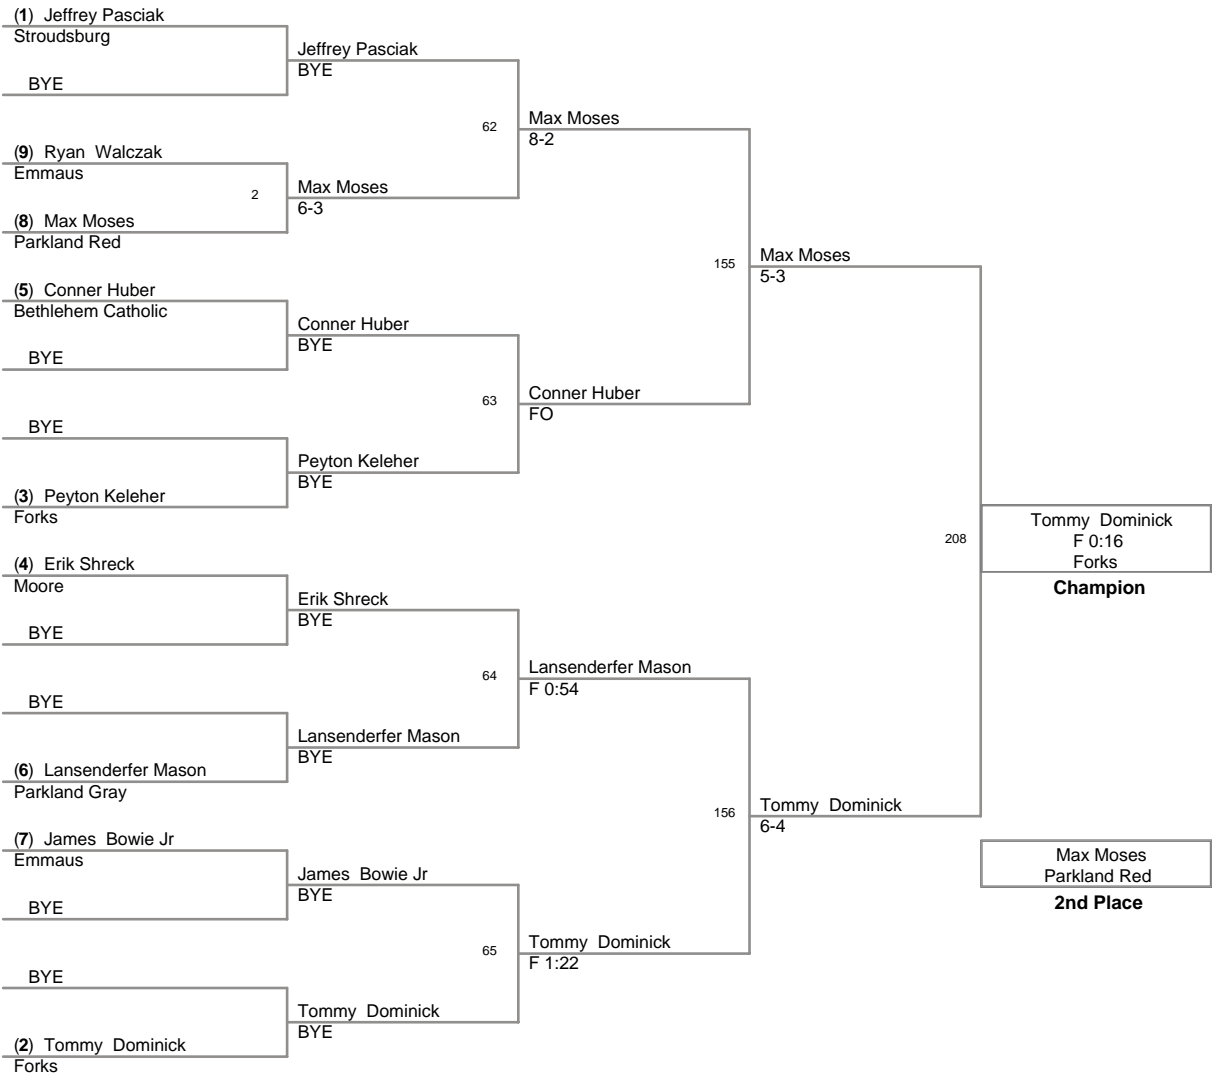 (1) Jeffrey Pasciak
Stroudsburg
BYE
(9) Ryan Walczak
Emmaus
(8) Max Moses
Parkland Red
(5) Conner Huber
Bethlehem Catholic
BYE
BYE
(3) Peyton Keleher
Forks
(4) Erik Shreck
Moore
BYE
BYE
(6) Lansenderfer Mason
Parkland Gray
(7) James Bowie Jr
Emmaus
BYE
BYE
(2) Tommy Dominick
Forks
Jeffrey Pasciak
BYE
2
Max Moses
6-3
Conner Huber
BYE
Peyton Keleher
BYE
Erik Shreck
BYE
Lansenderfer Mason
BYE
James Bowie Jr
BYE
Tommy Dominick
BYE
62
Max Moses
8-2
63
Conner Huber
FO
64
Lansenderfer Mason
F 0:54
65
Tommy Dominick
F 1:22
155
Max Moses
5-3
156
Tommy Dominick
6-4
208
Tommy Dominick
F 0:16
Forks
Champion
Max Moses
Parkland Red
2nd Place